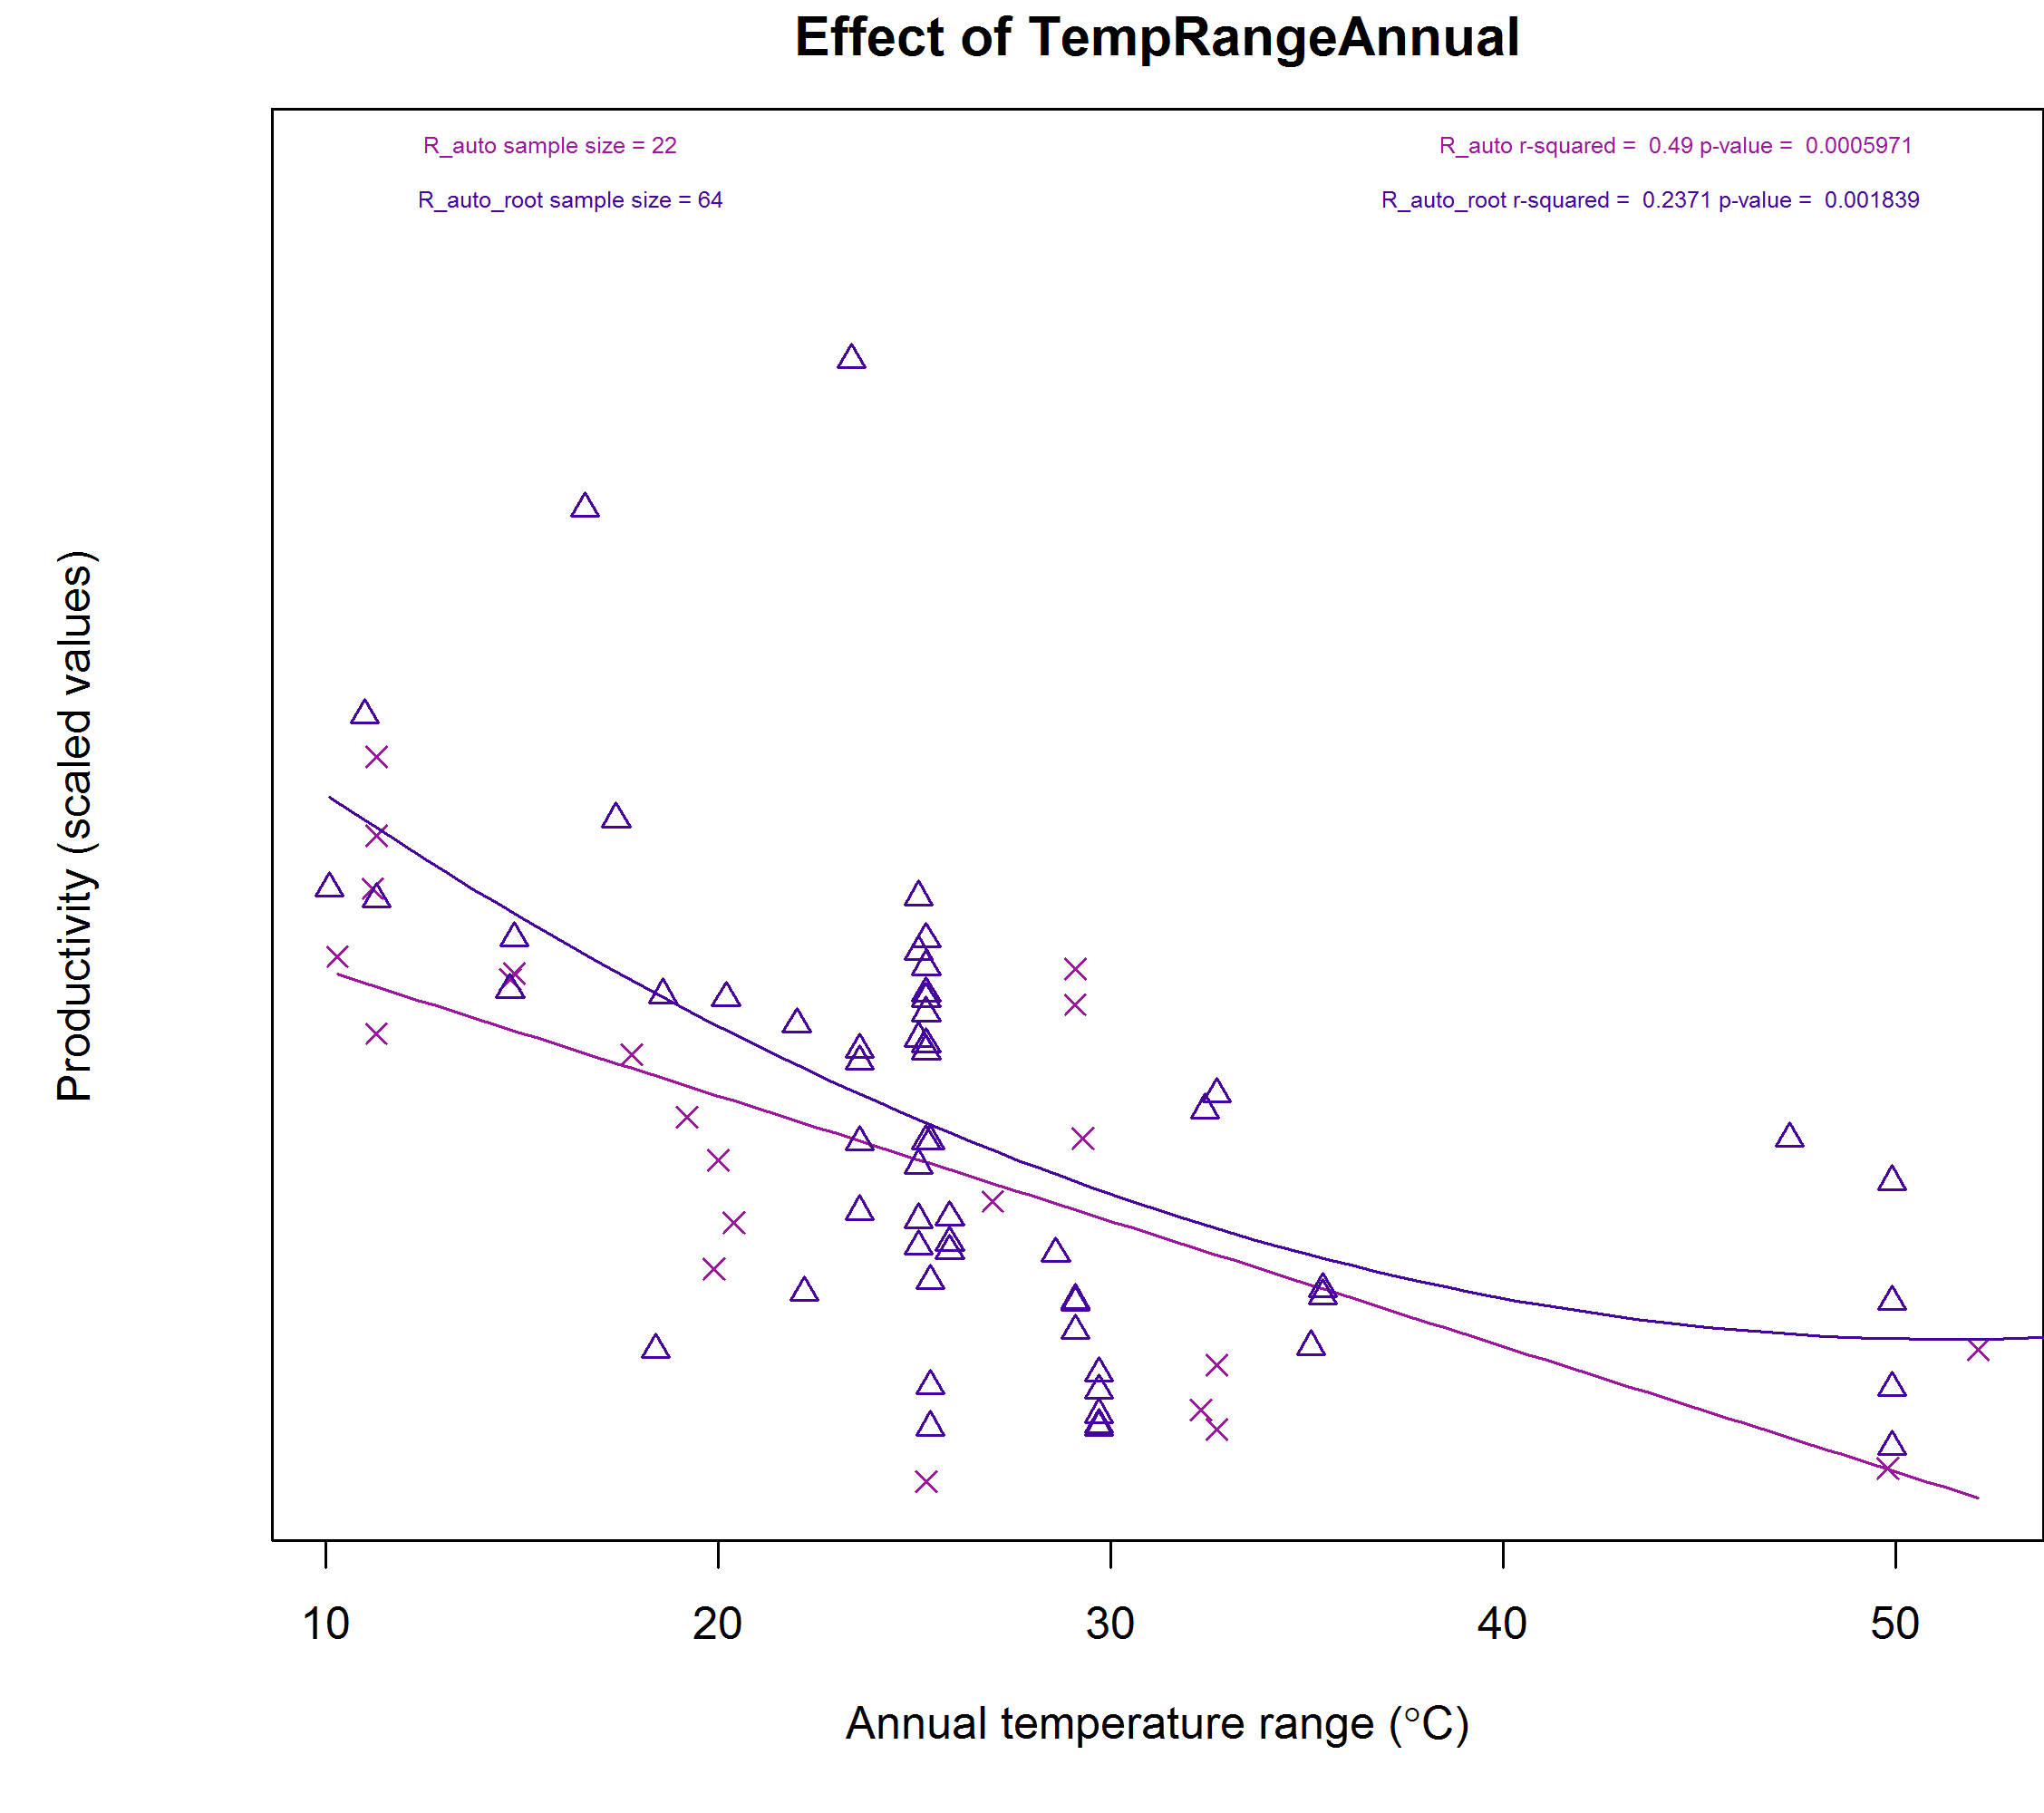 Effect of TempRangeAnnual
R_auto sample size = 22
R_auto r-squared =  0.49 p-value =  0.0005971
R_auto_root sample size = 64
R_auto_root r-squared =  0.2371 p-value =  0.001839
Productivity (scaled values)
10 20 30 40 50
Annual temperature range (°C)